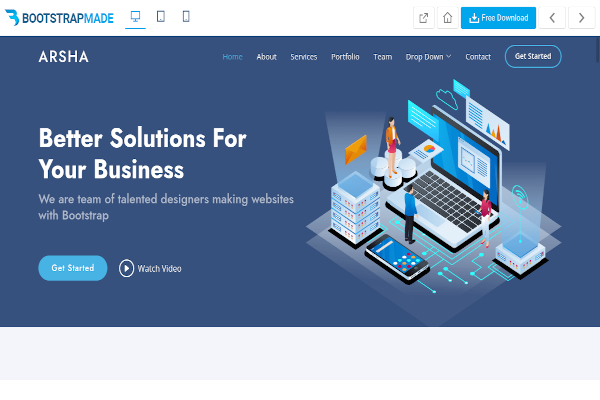 BOOTSTRAPMADE
Free Download
ARSHA
Home About Services Portfolio Team Drop Down Contact Get Started
Better Solutions For
Your Business
We are team of talented designers making websites
with Bootstrap
Get Started Watch Video